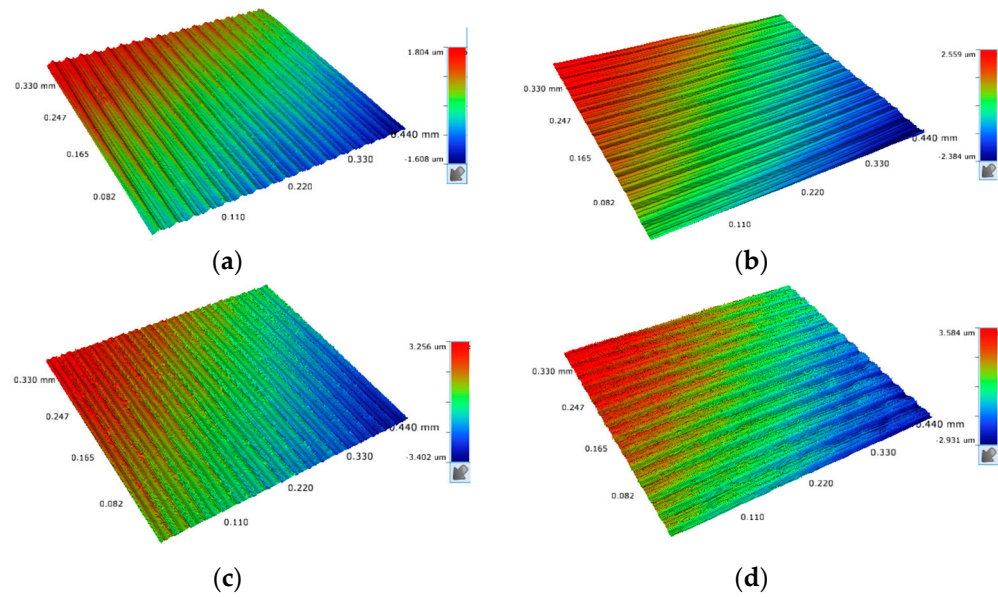 1.804 um
-1.608 um
0.330 mm
0.247
0.165
0.082
0.110
0.220
0.330
0.440 mm
(a)
2.559 um
-2.384 um
0.330 mm
0.247
0.165
0.082
0.110
0.220
0.330
0.440 mm
(b)
3.256 um
-3.402 um
0.330 mm
0.247
0.165
0.082
0.110
0.220
0.330
0.440 mm
(c)
3.584 um
-2.931 um
0.330 mm
0.247
0.165
0.082
0.110
0.220
0.330
0.440 mm
(d)